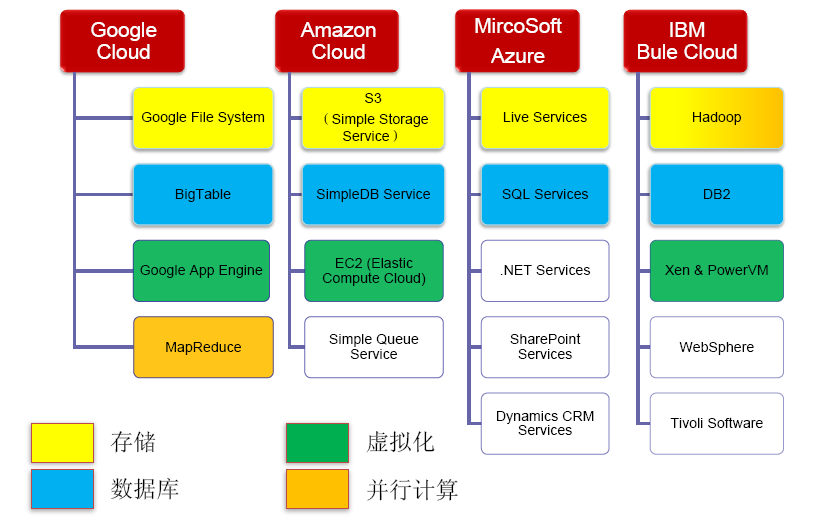 Google
Cloud
Google File System
BigTable
Google App Engine
MapReduce
Amazon
Cloud
S3
（Simple Storage
Service）
SimpleDB Service
EC2 (Elastic
Compute Cloud)
Simple Queue
Service
MircoSoft
Azure
Live Services
SQL Services
.NET Services
SharePoint
Services
Dynamics CRM
Services
IBM
Bule Cloud
Hadoop
DB2
Xen & PowerVM
WebSphere
Tivoli Software
存储
虚拟化
数据库
并行计算